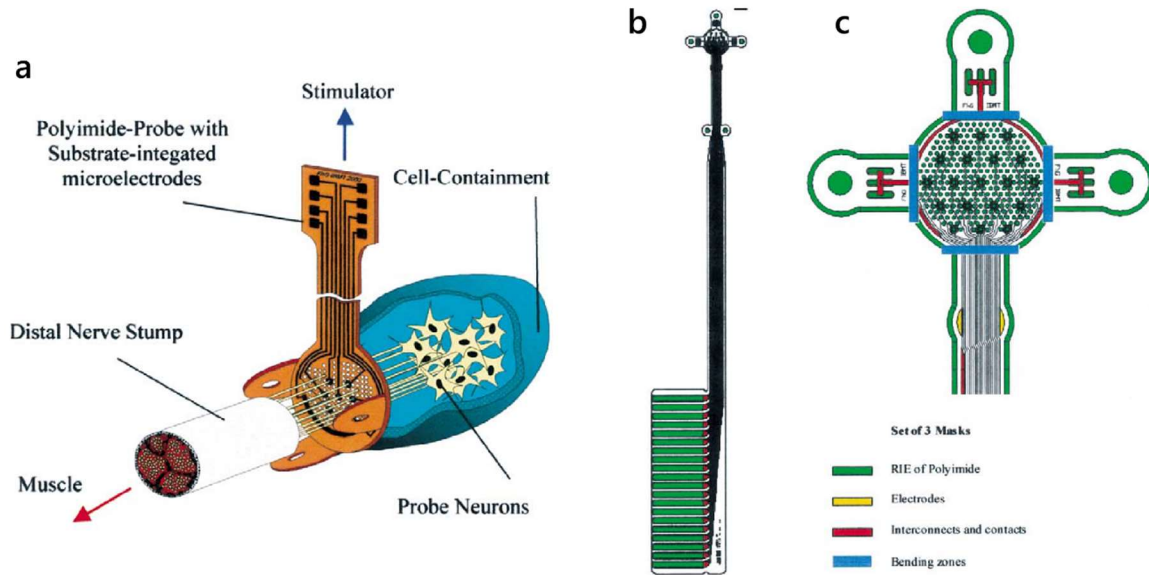 a
Stimulator
Polyimide-Probe with
Substrate-integated
microelectrodes
Cell-Containment
Distal Nerve Stump
Muscle
Probe Neurons
b
c
Set of 3 Masks
RIE of Polyimide
Electrodes
Interconnects and contacts
Bending zones